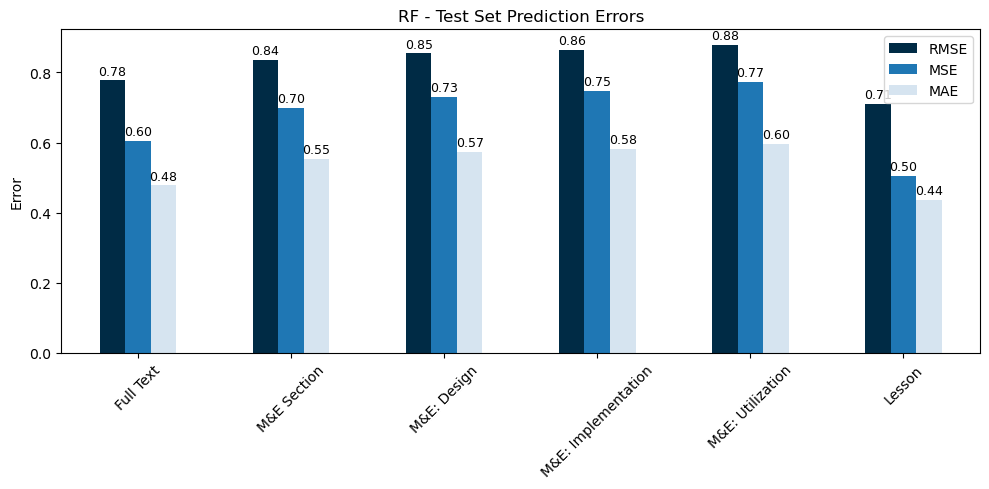 RF - Test Set Prediction Errors
RMSE
MSE
MAE
Error
0.8
0.6
0.4
0.2
0.0
0.78
0.60
0.48
0.84
0.70
0.55
0.85
0.73
0.57
0.86
0.75
0.58
0.88
0.77
0.60
0.71
0.50
0.44
Full Text
M&E Section
M&E: Design
M&E: Implementation
M&E: Utilization
Lesson